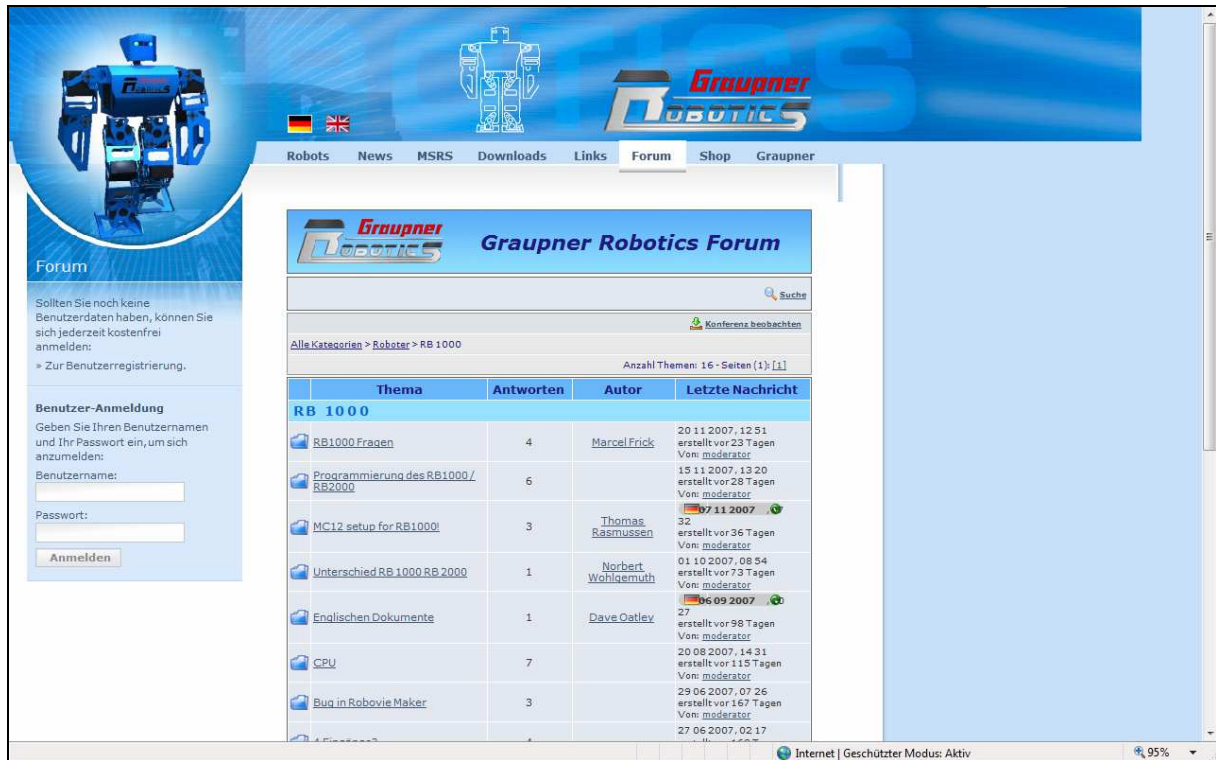 ROBOTICS
Graupner
ROBOTICS
Robots News MSRS Downloads Links Forum Shop Graupner
Graupner
ROBOTICS
Graupner Robotics Forum
Forum
Sollten Sie noch keine
Benutzerdaten haben, können Sie
sich jederzeit kostenfrei
anmelden:
» Zur Benutzerregistrierung.
Benutzer-Anmeldung
Geben Sie Ihren Benutzernamen
und Ihr Passwort ein, um sich
anzumelden:
Benutzername:
Passwort:
Anmelden
Suche
Konferenz beobachten
Alle Kategorien > Roboter > RB 1000
Anzahl Themen: 16 - Seiten (1): [1]
Thema Antworten Autor Letzte Nachricht
RB 1000
RB1000 Fragen 4 Marcel Frick 20 11 2007, 12 51
erstellt vor 23 Tagen
Von: moderator
Programmierung des RB1000/
RB2000 6 15 11 2007, 13 20
erstellt vor 28 Tagen
Von: moderator
MC12 setup for RB1000! 3 Thomas
Rasmussen 07 11 2007
32
erstellt vor 36 Tagen
Von: moderator
Unterschied RB 1000 RB 2000 1 Norbert
Wohlgemuth 01 10 2007, 08 54
erstellt vor 73 Tagen
Von: moderator
Englischen Dokumente 1 Dave Oatley 06 09 2007
27
erstellt vor 98 Tagen
Von: moderator
CPU 7 20 08 2007, 14 31
erstellt vor 115 Tagen
Von: moderator
Bug in Robovie Maker 3 29 06 2007, 07 26
erstellt vor 167 Tagen
Von: moderator
27 06 2007, 02 17
Internet | Geschützter Modus: Aktiv 95%